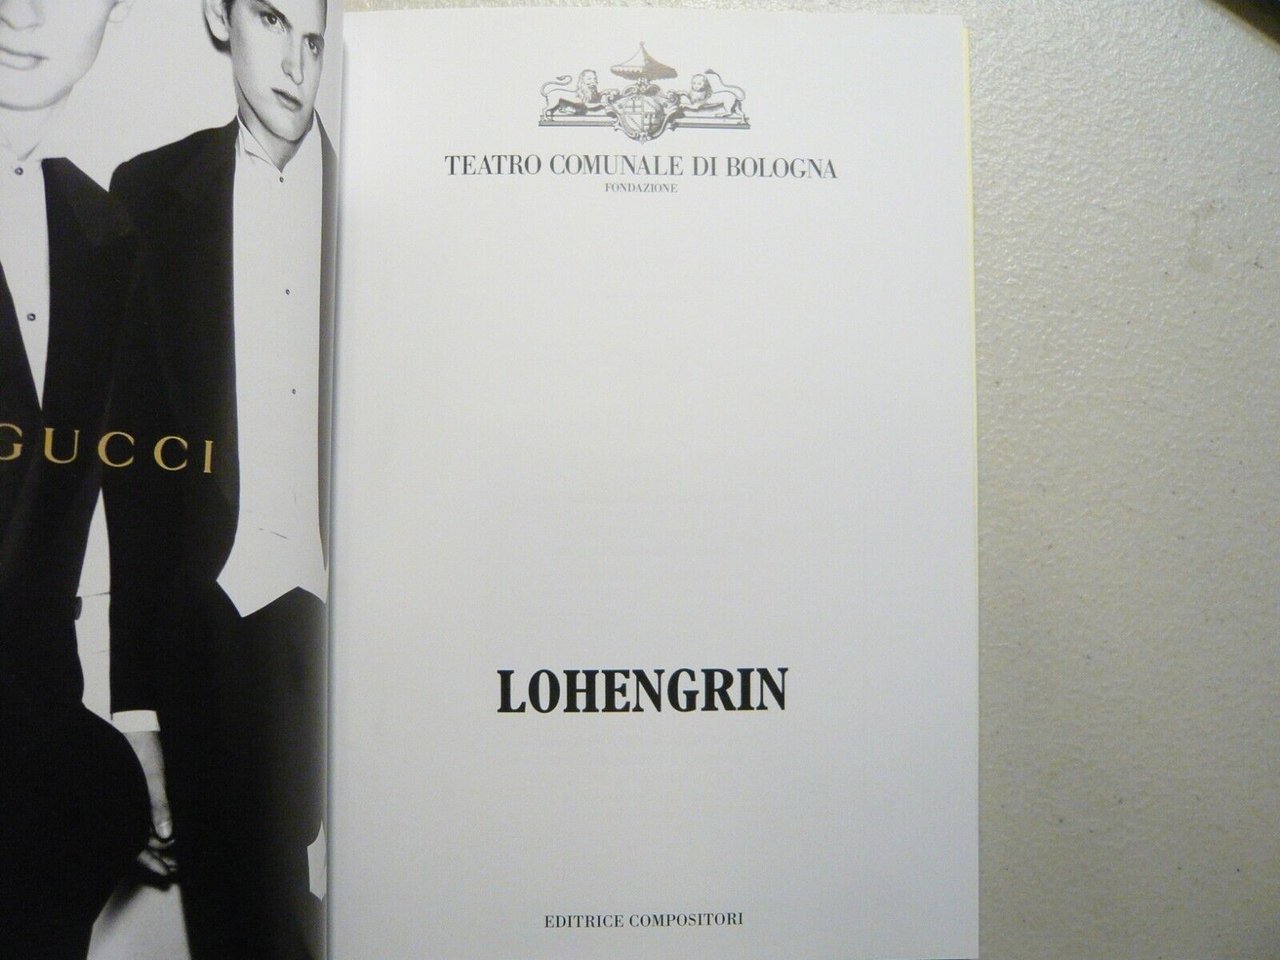 GUCCI
TEATRO COMUNALE DI BOLOGNA
FONDAZIONE
LOHENGRIN
EDITRICE COMPOSITORI